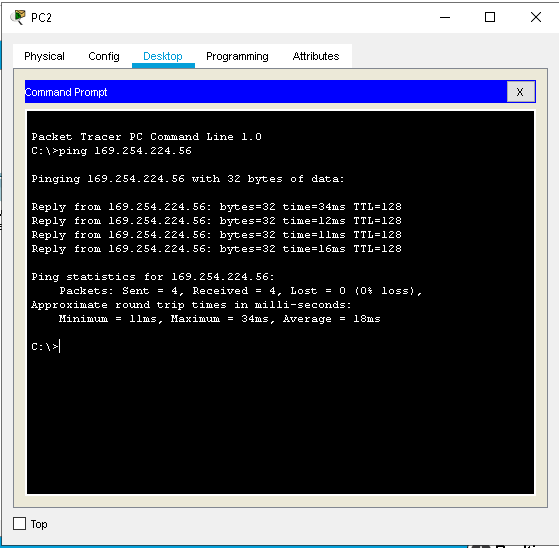 PC2
Physical Config Desktop Programming Attributes
Command Prompt
X
Packet Tracer PC Command Line 1.0
C:\>ping 169.254.224.56
Pinging 169.254.224.56 with 32 bytes of data:
Reply from 169.254.224.56: bytes=32 time=34ms TTL=128
Reply from 169.254.224.56: bytes=32 time=12ms TTL=128
Reply from 169.254.224.56: bytes=32 time=11ms TTL=128
Reply from 169.254.224.56: bytes=32 time=16ms TTL=128
Ping statistics for 169.254.224.56:
Packets: Sent = 4, Received = 4, Lost = 0 (0% loss),
Approximate round trip times in milli-seconds:
Minimum = 11ms, Maximum = 34ms, Average = 18ms
C:\>
Top